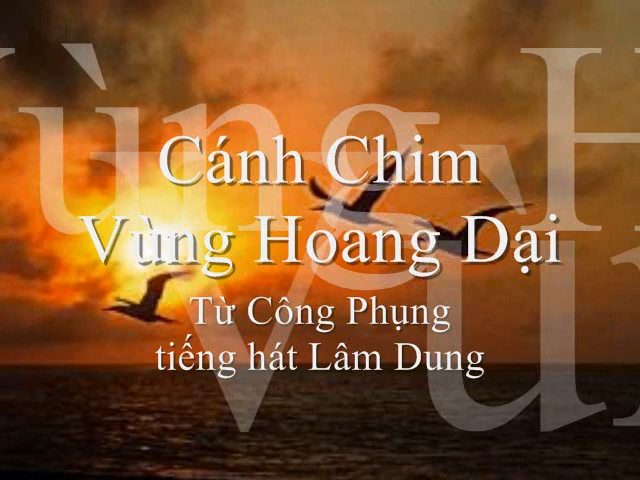 Cánh Chim
Vùng Hoang Dại
Từ Công Phụng
tiếng hát Lâm Dung